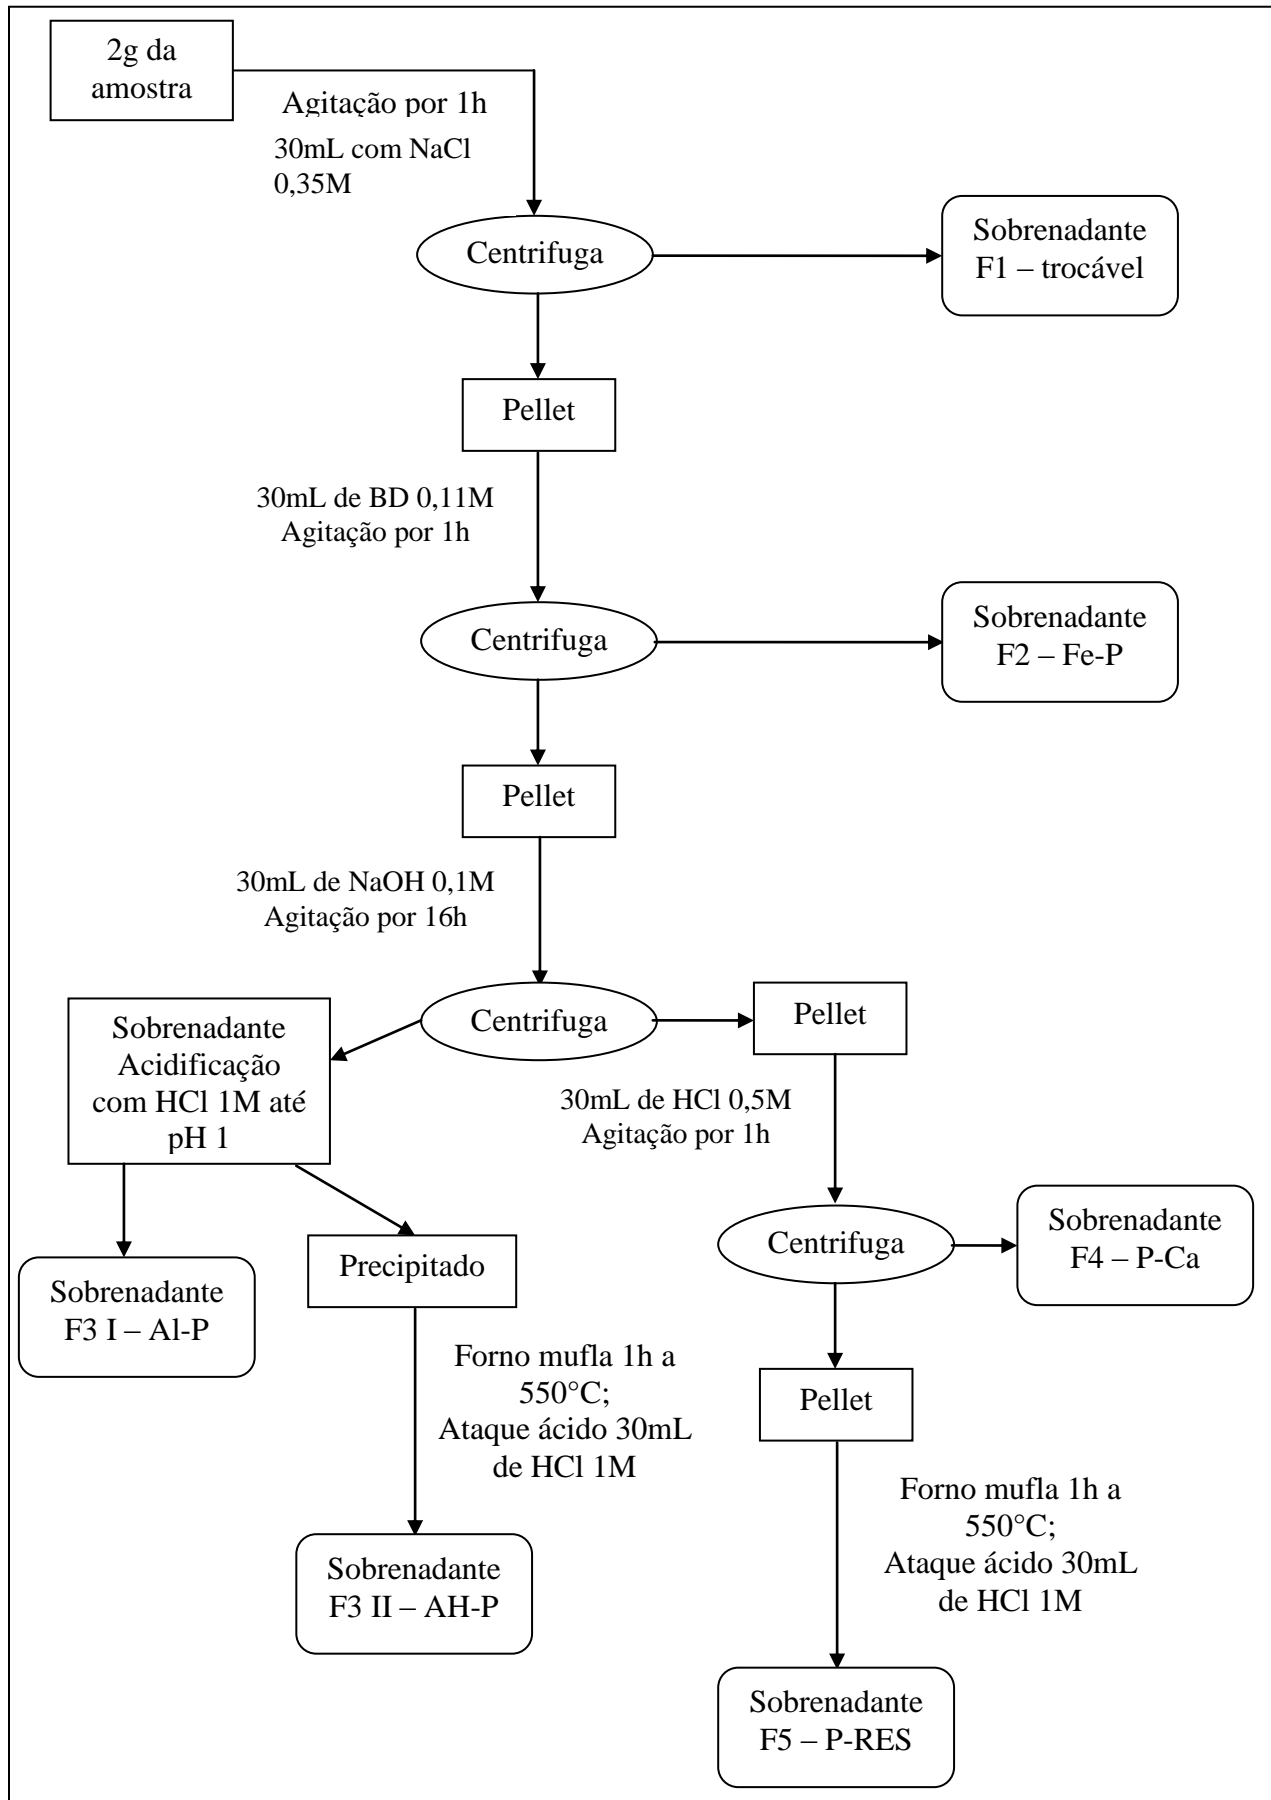 2g da
amostra
Agitação por 1h
30mL com NaCl
0,35M
Centrifuga
Sobrenadante
F1 – trocável
Pellet
30mL de BD 0,11M
Agitação por 1h
Centrifuga
Sobrenadante
F2 – Fe-P
Pellet
30mL de NaOH 0,1M
Agitação por 16h
Centrifuga
Pellet
Sobrenadante
Acidificação
com HCl 1M até
pH 1
30mL de HCl 0,5M
Agitação por 1h
Centrifuga
Sobrenadante
F4 – P-Ca
Precipitado
Sobrenadante
F3 I – Al-P
Forno mufla 1h a
550°C;
Ataque ácido 30mL
de HCl 1M
Pellet
Forno mufla 1h a
550°C;
Ataque ácido 30mL
de HCl 1M
Sobrenadante
F3 II – AH-P
Sobrenadante
F5 – P-RES